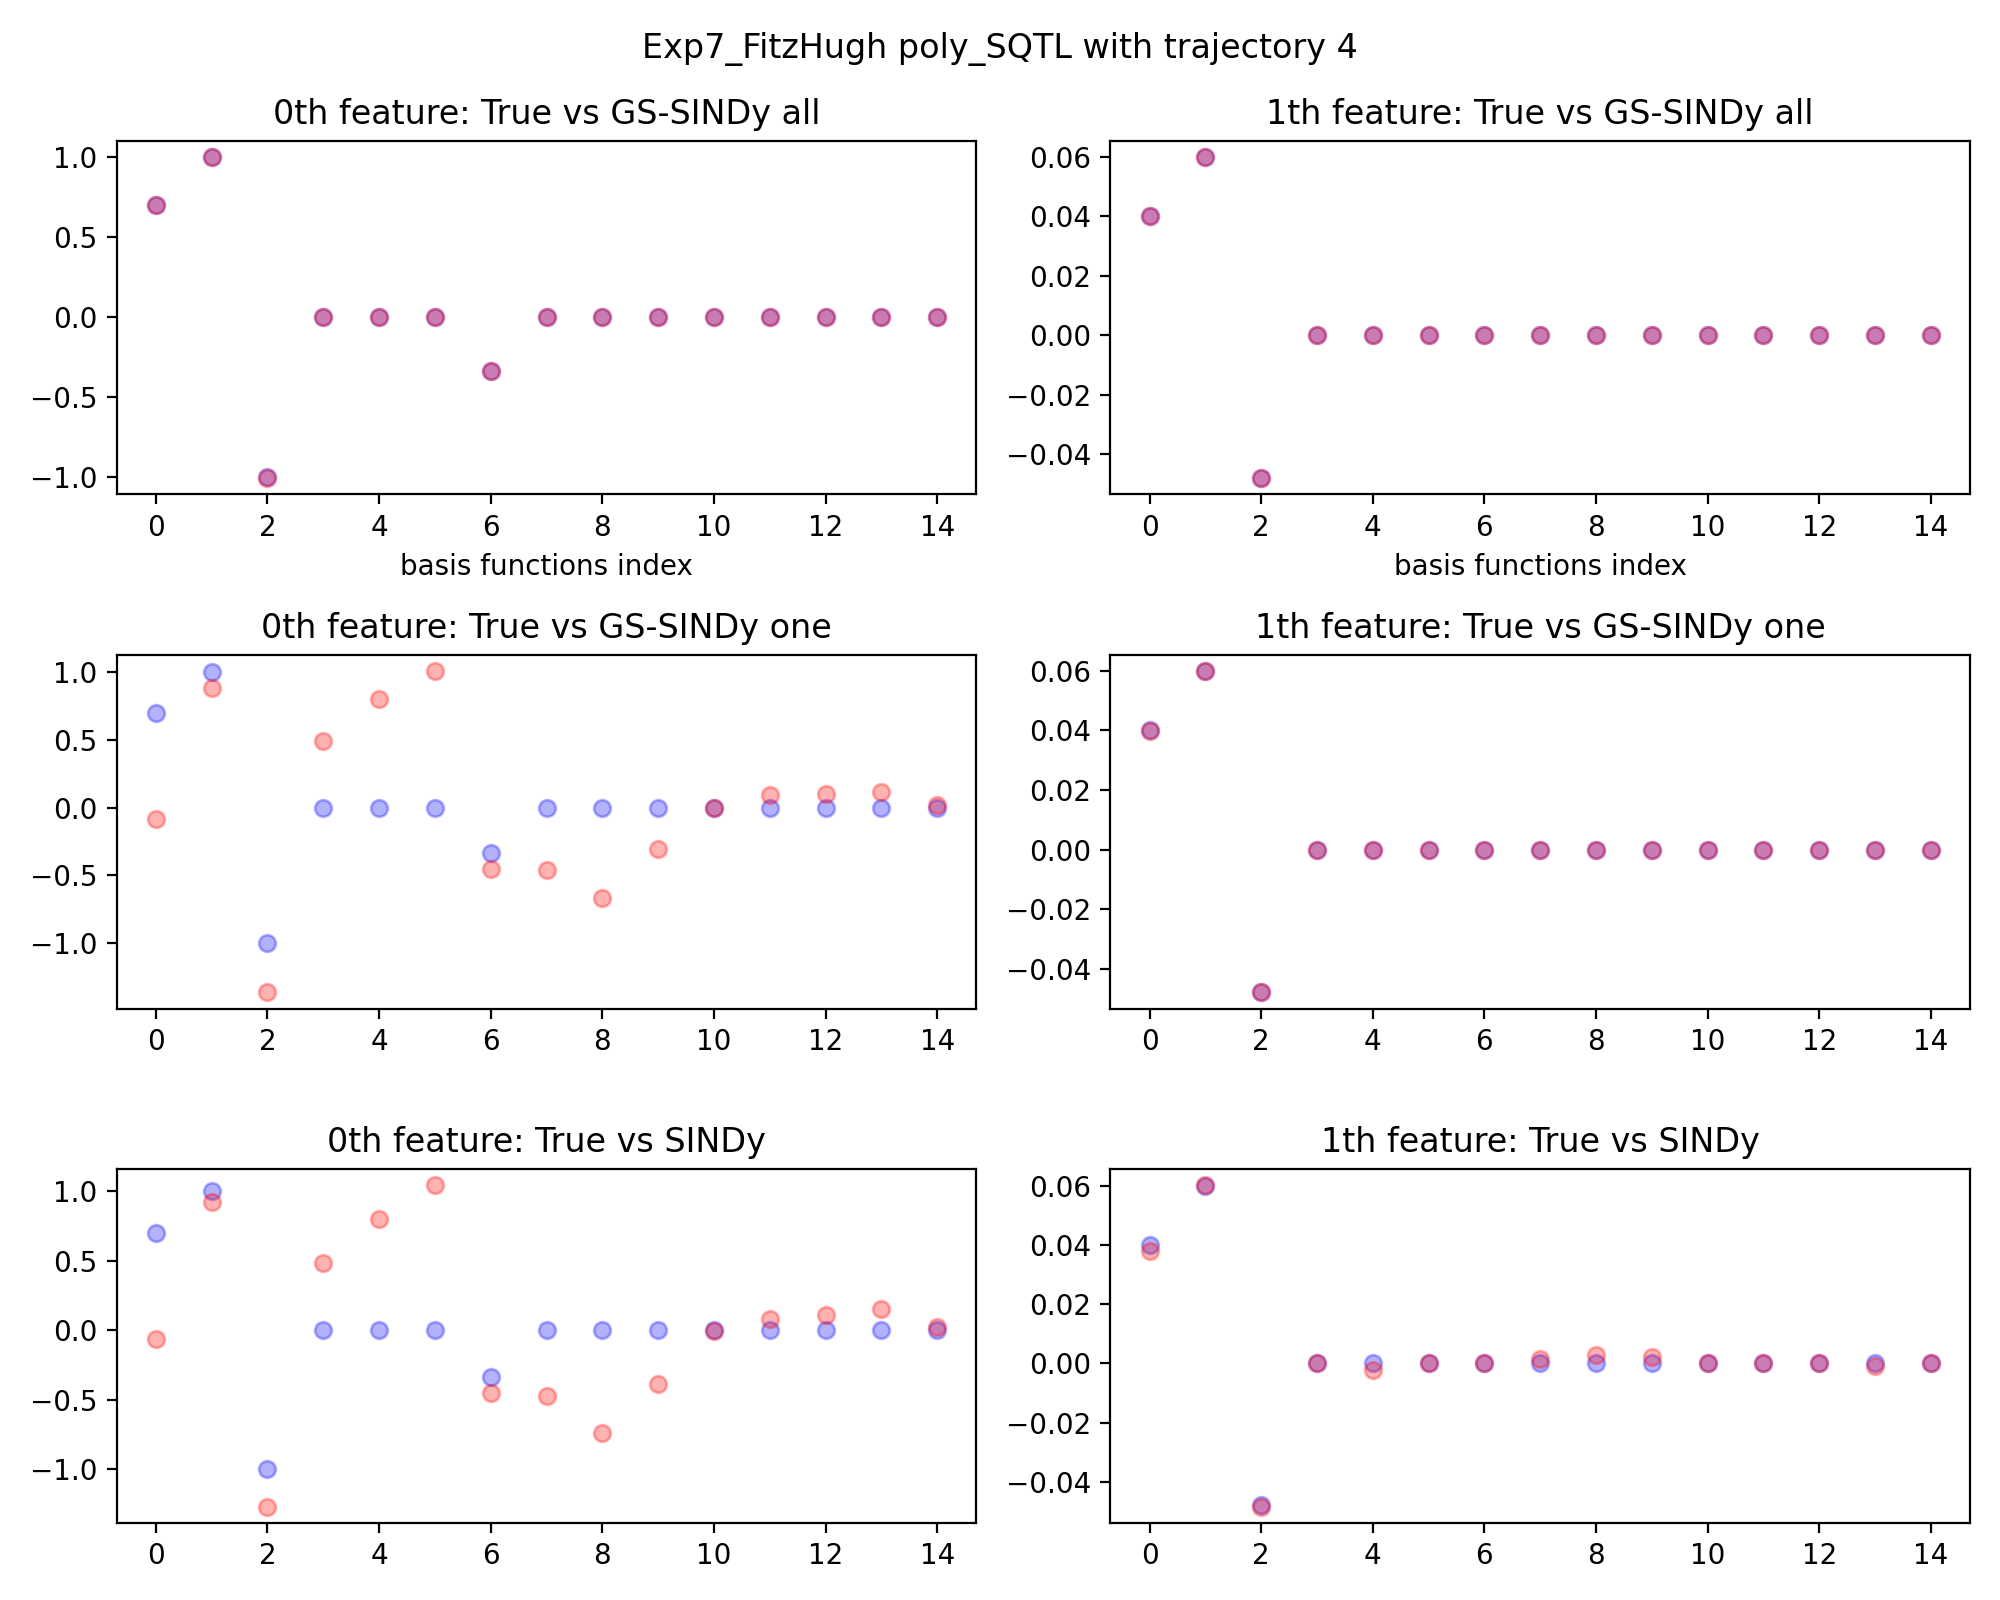 Exp7_FitzHugh poly_SQTL with trajectory 4
0th feature: True vs GS-SINDy all
1.0
0.5
0.0
−0.5
−1.0
0 2 4 6 8 10 12 14
basis functions index
1th feature: True vs GS-SINDy all
0.06
0.04
0.02
0.00
−0.02
−0.04
0 2 4 6 8 10 12 14
basis functions index
0th feature: True vs GS-SINDy one
1.0
0.5
0.0
−0.5
−1.0
0 2 4 6 8 10 12 14
1th feature: True vs GS-SINDy one
0.06
0.04
0.02
0.00
−0.02
−0.04
0 2 4 6 8 10 12 14
0th feature: True vs SINDy
1.0
0.5
0.0
−0.5
−1.0
0 2 4 6 8 10 12 14
1th feature: True vs SINDy
0.06
0.04
0.02
0.00
−0.02
−0.04
0 2 4 6 8 10 12 14